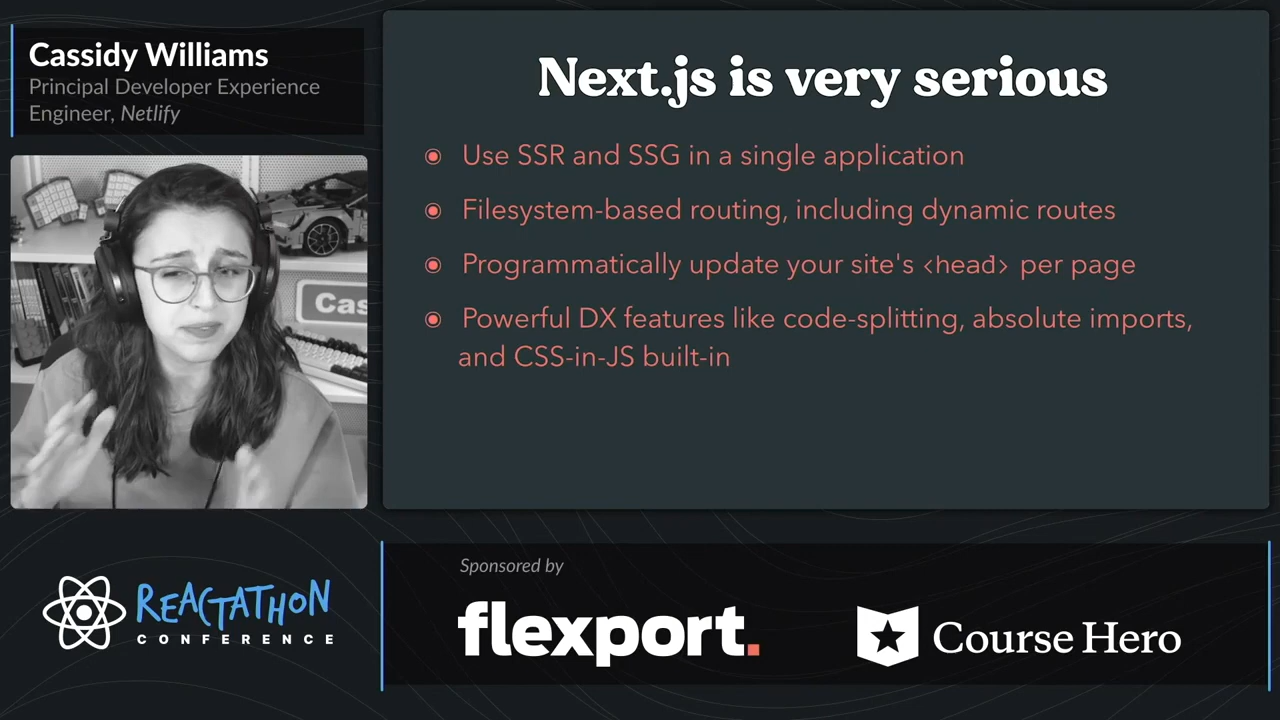 Cassidy Williams
Principal Developer Experience
Engineer, Netlify
Next.js is very serious
Use SSR and SSG in a single application
Filesystem-based routing, including dynamic routes
Programmatically update your site's <head> per page
Powerful DX features like code-splitting, absolute imports,
and CSS-in-JS built-in
Cas
REACTATHON
CONFERENCE
Sponsored by
flexport.
Course Hero